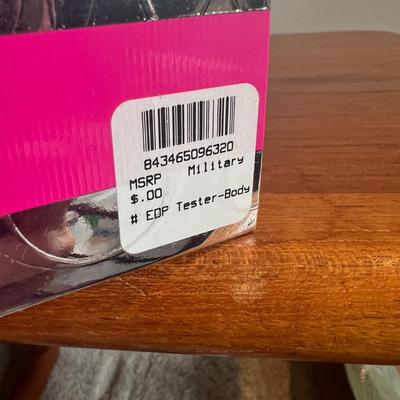 843465096320
MSRP Military
$.00
# EDP Tester-Body